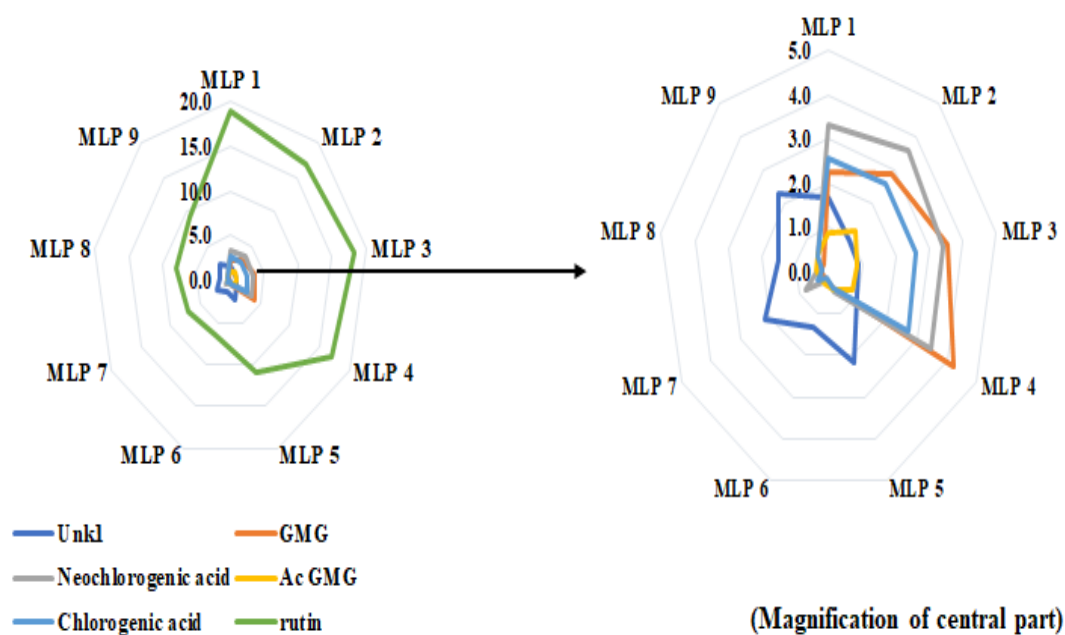 MLP 1
20.0
MLP 9
MLP 2
15.0
10.0
MLP 8
5.0
MLP 3
0.0
MLP 7
MLP 4
MLP 6
MLP 5
MLP 1
5.0
MLP 9
4.0
MLP 2
3.0
2.0
MLP 8
1.0
MLP 3
0.0
MLP 7
MLP 4
MLP 6
MLP 5
Unk1
GMG
Neochlorogenic acid
Ac GMG
Chlorogenic acid
rutin
(Magnification of central part)